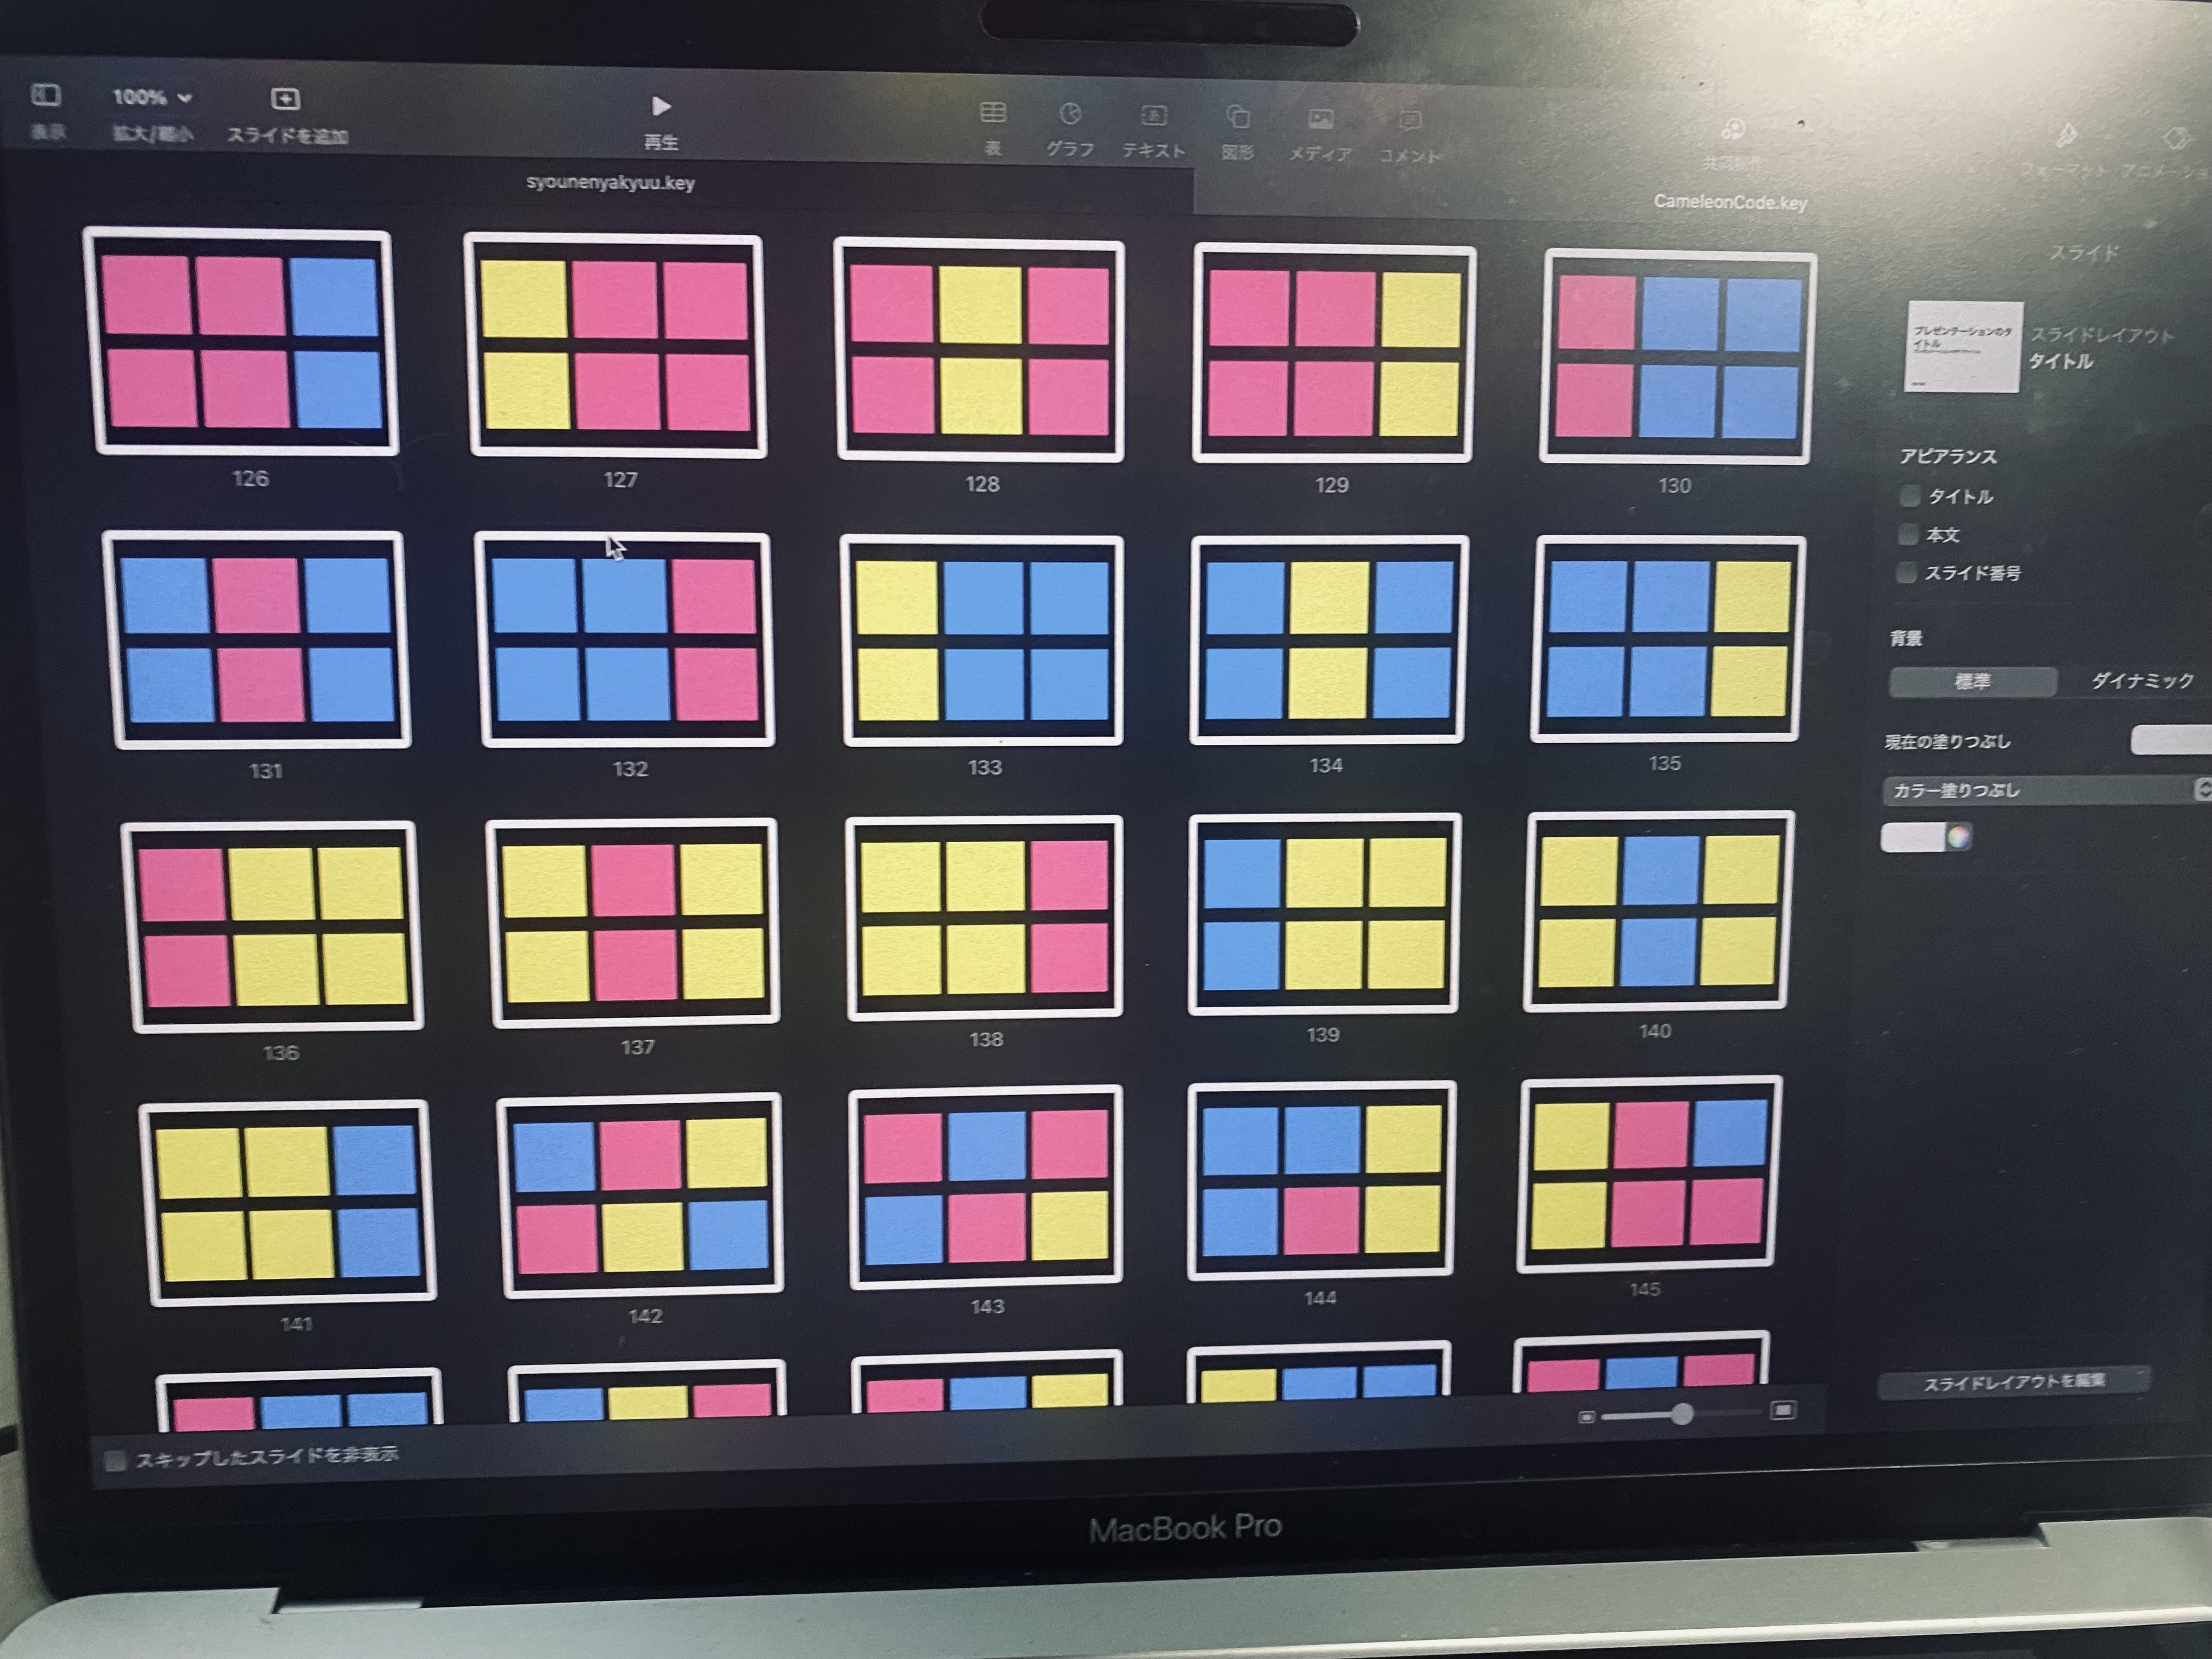 100%
表示
拡大/縮小
スライドを追加
再生
表
グラフ
テキスト
図形
メディア
コメント
共同制作
フォーマット
アニメーショ
syounenyakyuu.key
CameleonCode.key
126
127
128
129
130
131
132
133
134
135
136
137
138
139
140
141
142
143
144
145
スキップしたスライドを非表示
スライド
プレゼンテーションのタ
イトル
スライドレイアウト
タイトル
アピアランス
タイトル
本文
スライド番号
背景
標準
ダイナミック
現在の塗りつぶし
カラー塗りつぶし
スライドレイアウトを編集
MacBook Pro